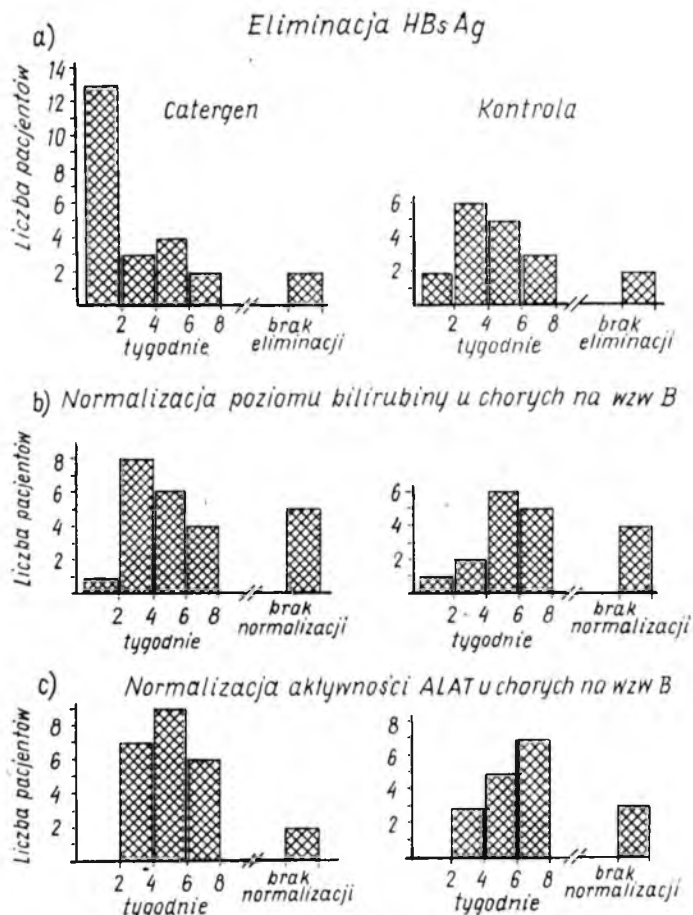 a)
Eliminacja HBsAg
Liczba pacjentów
14
12
10
8
6
4
2
Catergen
2 4 6 8
tygodnie
brak
eliminacji
Kontrola
6
4
2
2 4 6 8
tygodnie
brak
eliminacji
b) Normalizacja poziomu bilirubiny u chorych na wzw B
Liczba pacjentów
8
6
4
2
2 4 6 8
tygodnie
brak
normalizacji
6
4
2
2 4 6 8
tygodnie
brak
normalizacji
c) Normalizacja aktywności ALAT u chorych na wzw B
Liczba pacjentów
8
6
4
2
2 4 6 8
tygodnie
brak
normalizacji
8
6
4
2
2 4 6 8
tygodnie
brak
normalizacji